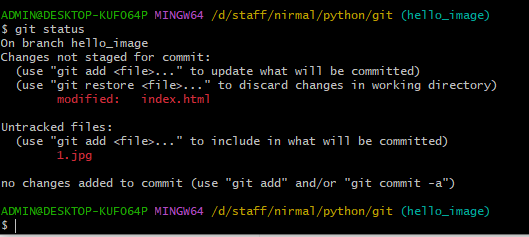 ADMIN@DESKTOP-KUFO64P MINGW64 /d/staff/nirmal/python/git (hello_image)
$ git status
On branch hello_image
Changes not staged for commit:
  (use "git add <file>..." to update what will be committed)
  (use "git restore <file>..." to discard changes in working directory)
        modified:   index.html

Untracked files:
  (use "git add <file>..." to include in what will be committed)
        1.jpg

no changes added to commit (use "git add" and/or "git commit -a")

ADMIN@DESKTOP-KUFO64P MINGW64 /d/staff/nirmal/python/git (hello_image)
$